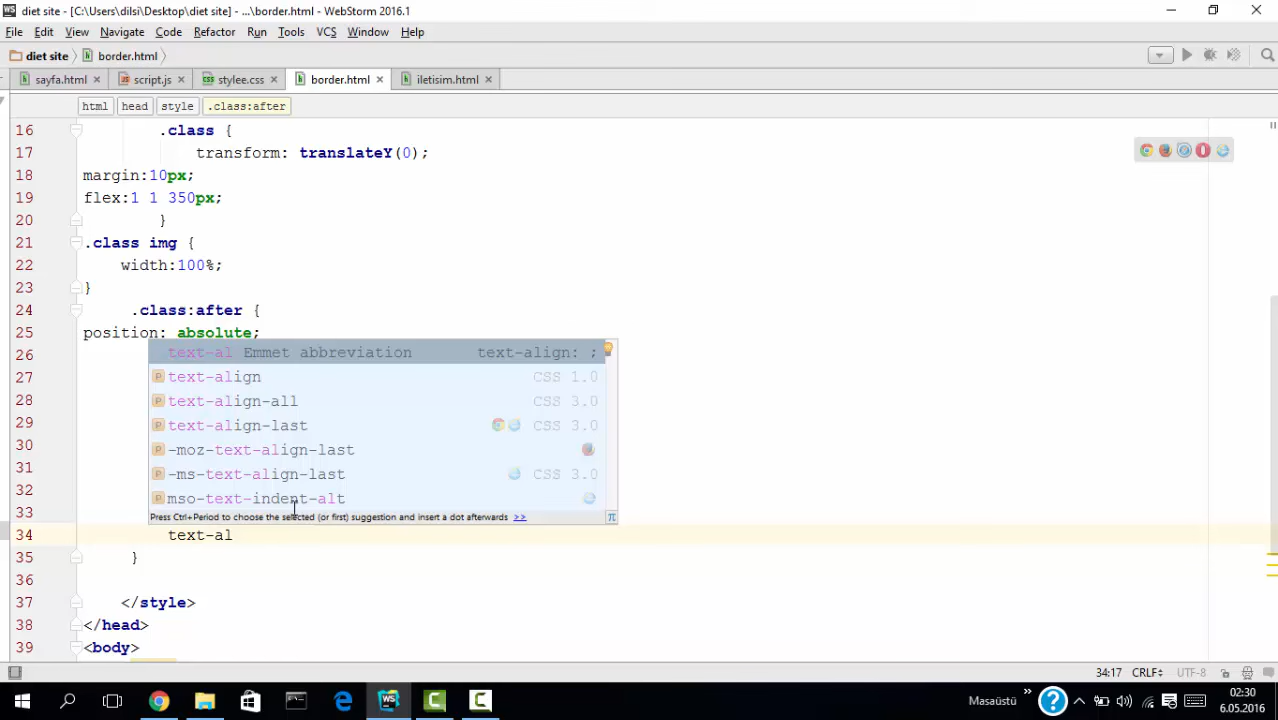 diet site - [C:\Users\dilsi\Desktop\diet site] - ...\border.html - WebStorm 2016.1
File Edit View Navigate Code Refactor Run Tools VCS Window Help
diet site border.html
sayfa.html script.js stylee.css border.html iletisim.html
html head style .class:after
16 .class {
17 transform: translateY(0);
18 margin:10px;
19 flex:1 1 350px;
20 }
21 .class img {
22 width:100%;
23 }
24 .class:after {
25 position: absolute;
26 text-al Emmet abbreviation text-align: ;
27 text-align CSS 1.0
28 text-align-all CSS 3.0
29 text-align-last CSS 3.0
30 -moz-text-align-last
31 -ms-text-align-last CSS 3.0
32 mso-text-indent-alt
33 Press Ctrl+Period to choose the selected (or first) suggestion and insert a dot afterwards >> π
34 text-al
35 }
36
37 </style>
38 </head>
39 <body>
34:17 CRLF UTF-8
Masaüstü 02:30
6.05.2016